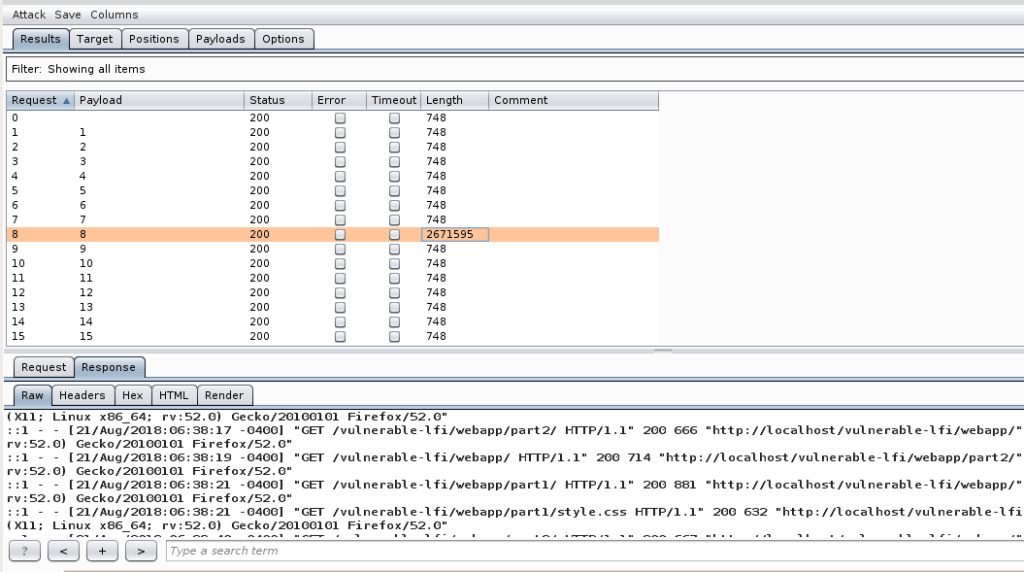 Attack Save Columns
Results Target Positions Payloads Options
Filter: Showing all items
Request ▲ Payload Status Error Timeout Length Comment
0 200 748
1 1 200 748
2 2 200 748
3 3 200 748
4 4 200 748
5 5 200 748
6 6 200 748
7 7 200 748
8 8 200 2671595
9 9 200 748
10 10 200 748
11 11 200 748
12 12 200 748
13 13 200 748
14 14 200 748
15 15 200 748
Request Response
Raw Headers Hex HTML Render
(X11; Linux x86_64; rv:52.0) Gecko/20100101 Firefox/52.0"
::1 - - [21/Aug/2018:06:38:17 -0400] "GET /vulnerable-lfi/webapp/part2/ HTTP/1.1" 200 666 "http://localhost/vulnerable-lfi/webapp/"
rv:52.0) Gecko/20100101 Firefox/52.0"
::1 - - [21/Aug/2018:06:38:19 -0400] "GET /vulnerable-lfi/webapp/ HTTP/1.1" 200 714 "http://localhost/vulnerable-lfi/webapp/part2/"
rv:52.0) Gecko/20100101 Firefox/52.0"
::1 - - [21/Aug/2018:06:38:21 -0400] "GET /vulnerable-lfi/webapp/part1/ HTTP/1.1" 200 881 "http://localhost/vulnerable-lfi/webapp/"
rv:52.0) Gecko/20100101 Firefox/52.0"
::1 - - [21/Aug/2018:06:38:21 -0400] "GET /vulnerable-lfi/webapp/part1/style.css HTTP/1.1" 200 632 "http://localhost/vulnerable-lfi
(X11; Linux x86_64; rv:52.0) Gecko/20100101 Firefox/52.0"
? < + > Type a search term